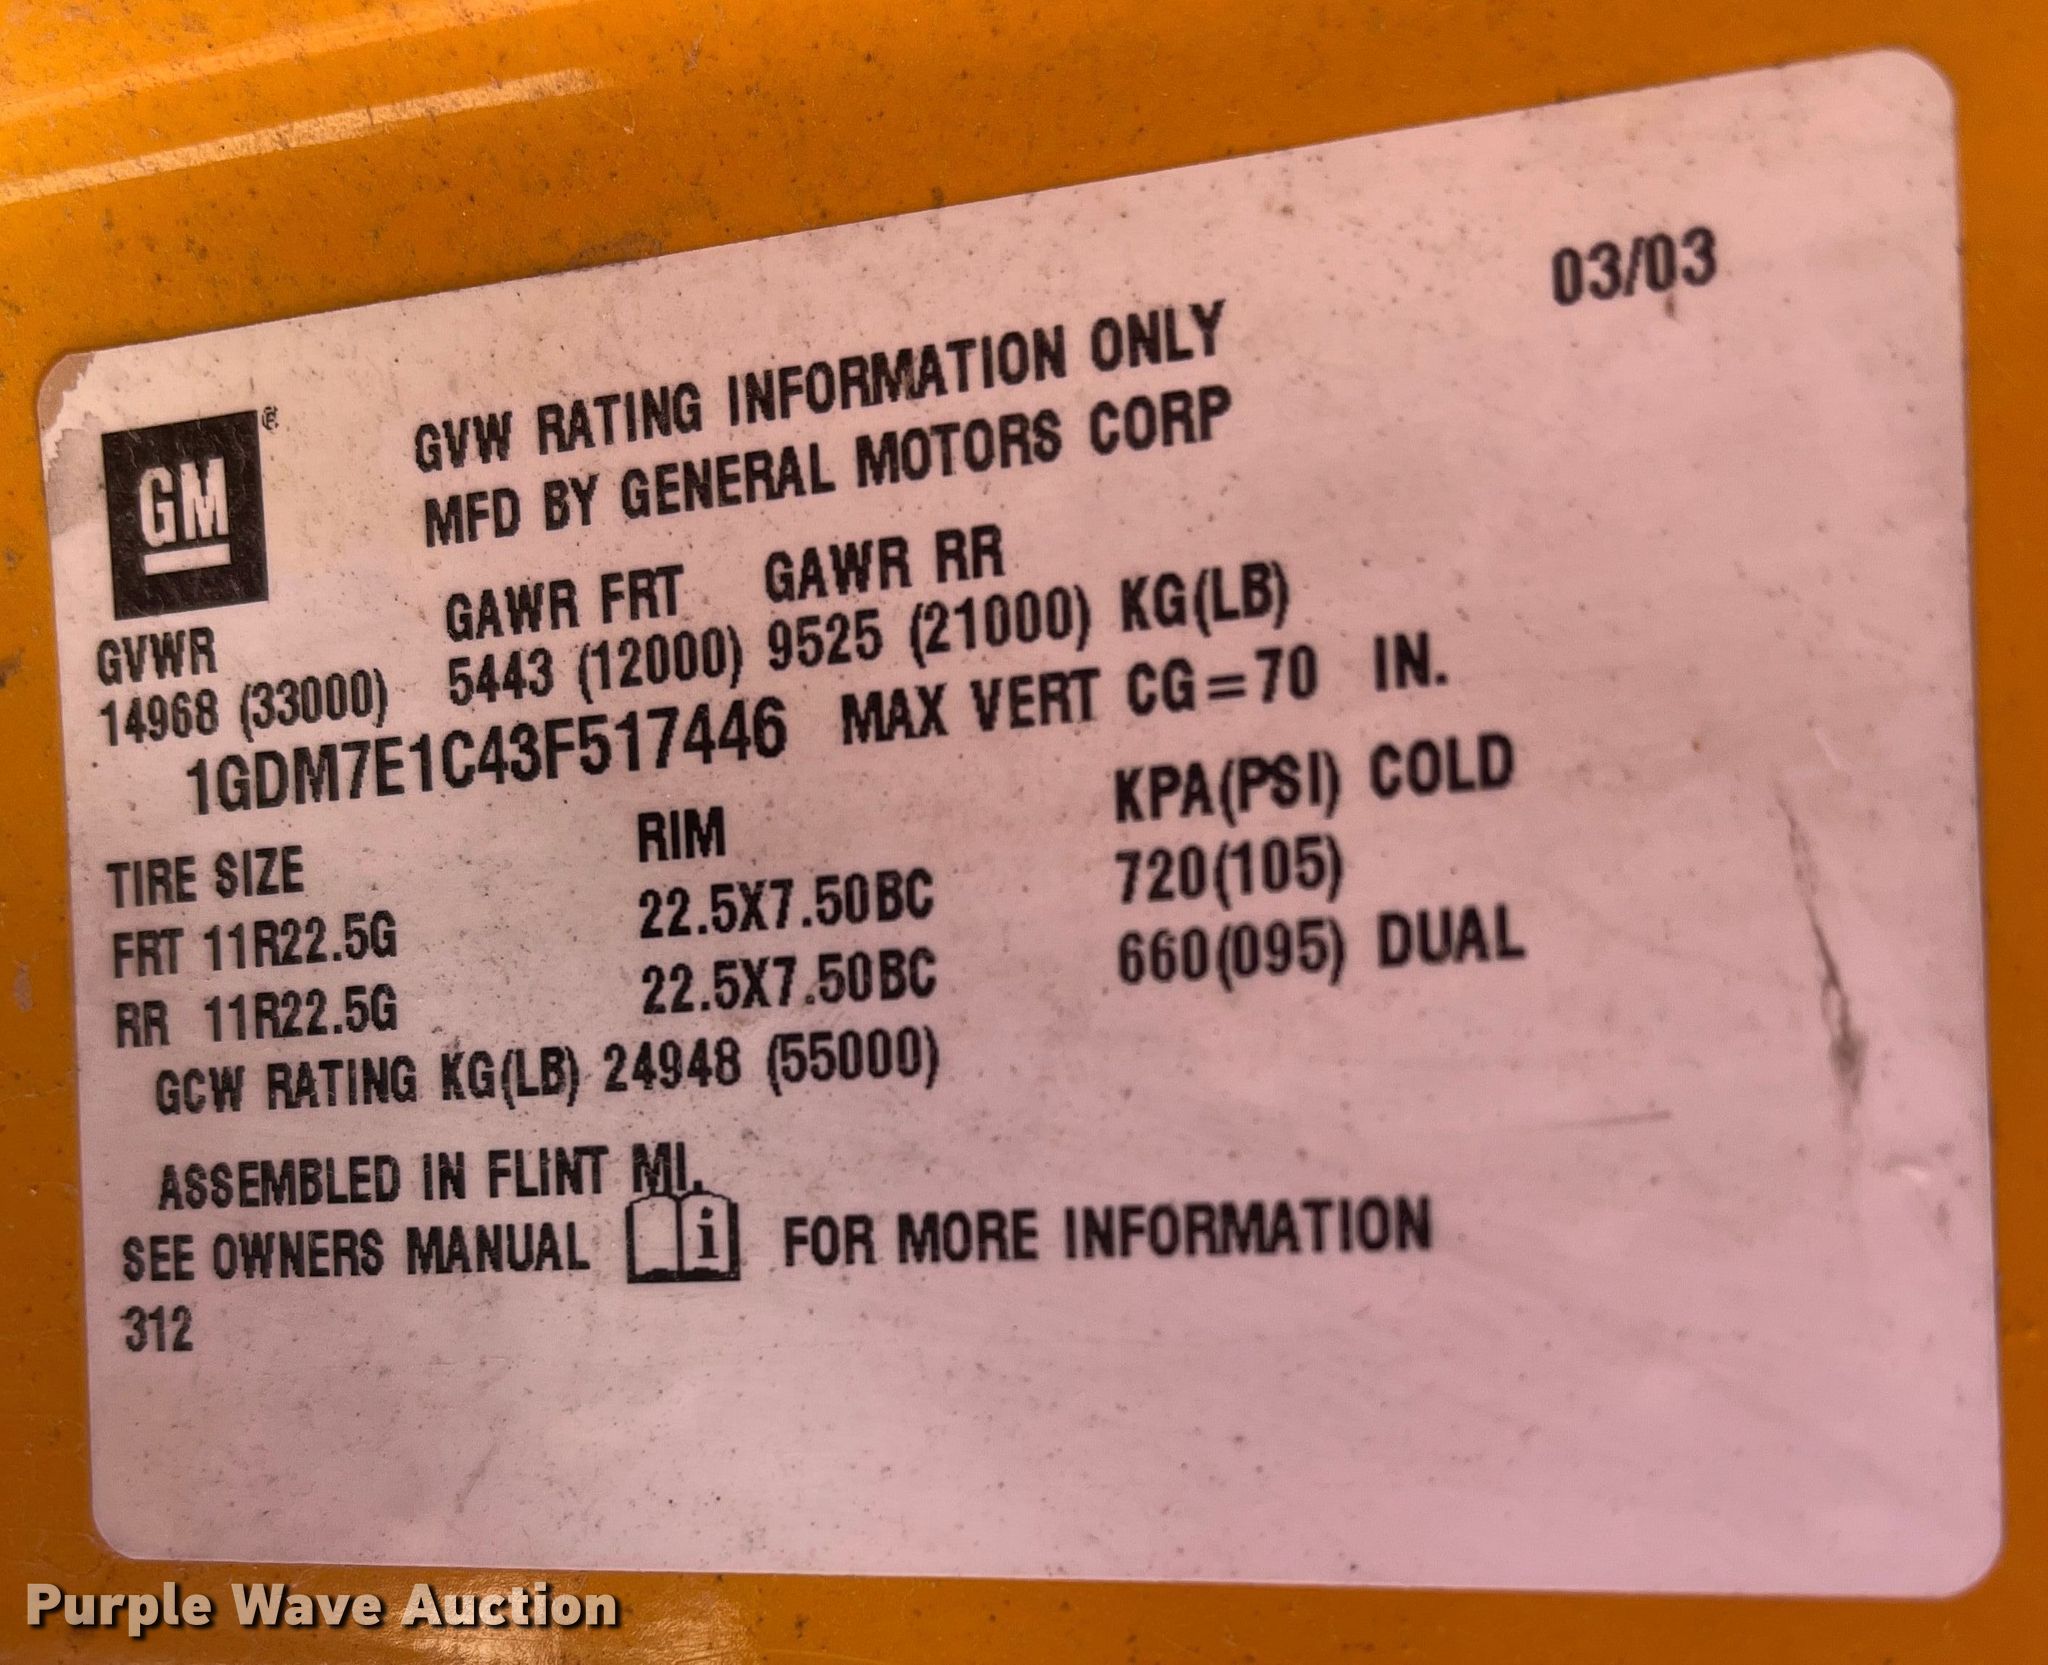 03/03
GVW RATING INFORMATION ONLY
MFD BY GENERAL MOTORS CORP
GM®
GVWR GAWR FRT GAWR RR
14968 (33000) 5443 (12000) 9525 (21000) KG(LB)
1GDM7E1C43F517446 MAX VERT CG=70 IN.
TIRE SIZE RIM KPA(PSI) COLD
FRT 11R22.5G 22.5X7.50BC 720(105)
RR 11R22.5G 22.5X7.50BC 660(095) DUAL
GCW RATING KG(LB) 24948 (55000)
ASSEMBLED IN FLINT MI.
SEE OWNERS MANUAL i FOR MORE INFORMATION
312
Purple Wave Auction